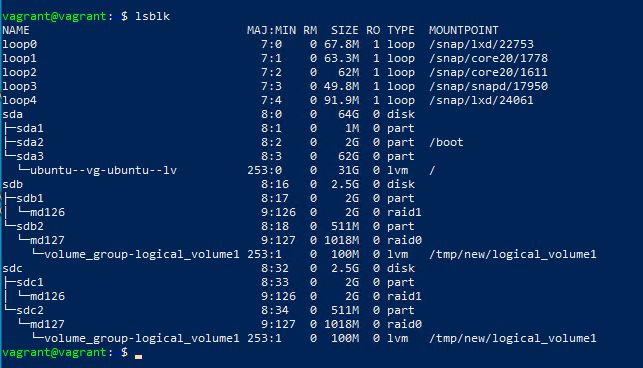 vagrant@vagrant: $ lsblk
NAME                                MAJ:MIN RM  SIZE RO TYPE  MOUNTPOINT
loop0                                 7:0    0 67.8M  1 loop  /snap/lxd/22753
loop1                                 7:1    0 63.3M  1 loop  /snap/core20/1778
loop2                                 7:2    0   62M  1 loop  /snap/core20/1611
loop3                                 7:3    0 49.8M  1 loop  /snap/snapd/17950
loop4                                 7:4    0 91.9M  1 loop  /snap/lxd/24061
sda                                   8:0    0   64G  0 disk
├─sda1                                8:1    0    1M  0 part
├─sda2                                8:2    0    2G  0 part  /boot
└─sda3                                8:3    0   62G  0 part
  └─ubuntu--vg-ubuntu--lv           253:0    0   31G  0 lvm   /
sdb                                   8:16   0  2.5G  0 disk
├─sdb1                                8:17   0    2G  0 part
│ └─md126                             9:126  0    2G  0 raid1
└─sdb2                                8:18   0  511M  0 part
  └─md127                             9:127  0 1018M  0 raid0
    └─volume_group-logical_volume1  253:1    0  100M  0 lvm   /tmp/new/logical_volume1
sdc                                   8:32   0  2.5G  0 disk
├─sdc1                                8:33   0    2G  0 part
│ └─md126                             9:126  0    2G  0 raid1
└─sdc2                                8:34   0  511M  0 part
  └─md127                             9:127  0 1018M  0 raid0
    └─volume_group-logical_volume1  253:1    0  100M  0 lvm   /tmp/new/logical_volume1
vagrant@vagrant: $